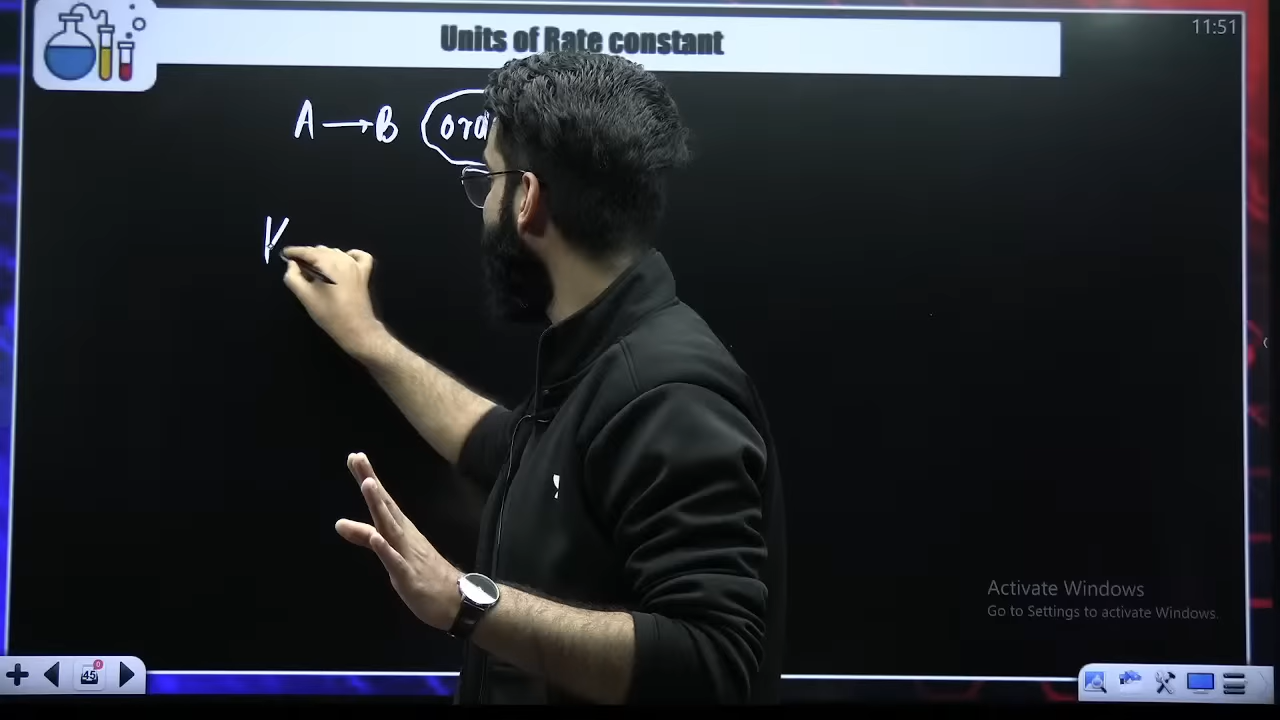 Units of Rate constant
11:51
A → B
K
Activate Windows
Go to Settings to activate Windows.
45